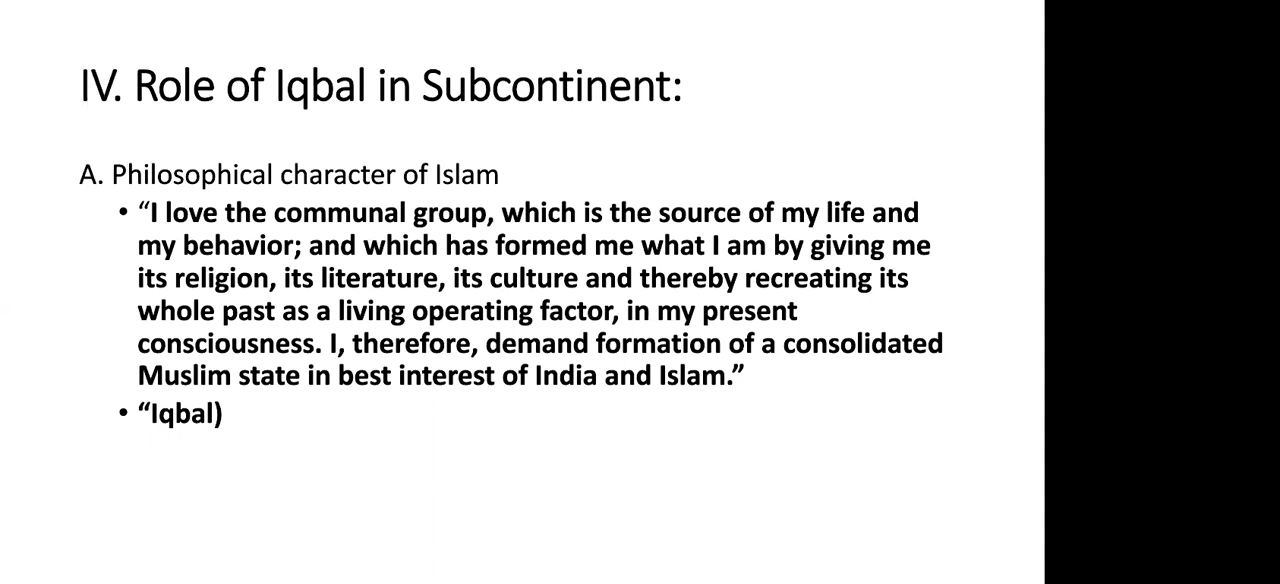 IV. Role of Iqbal in Subcontinent:
A. Philosophical character of Islam
• “I love the communal group, which is the source of my life and
my behavior; and which has formed me what I am by giving me
its religion, its literature, its culture and thereby recreating its
whole past as a living operating factor, in my present
consciousness. I, therefore, demand formation of a consolidated
Muslim state in best interest of India and Islam.”
• “Iqbal)